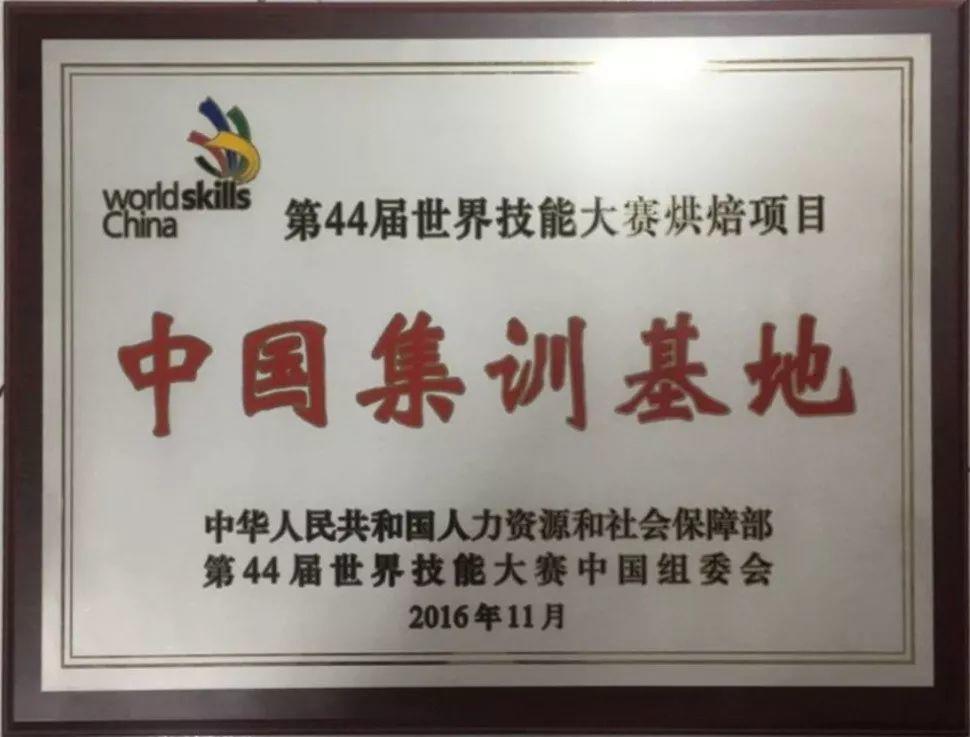 worldskills
China
第44届世界技能大赛烘焙项目
中国集训基地
中华人民共和国人力资源和社会保障部
第44届世界技能大赛中国组委会
2016年11月